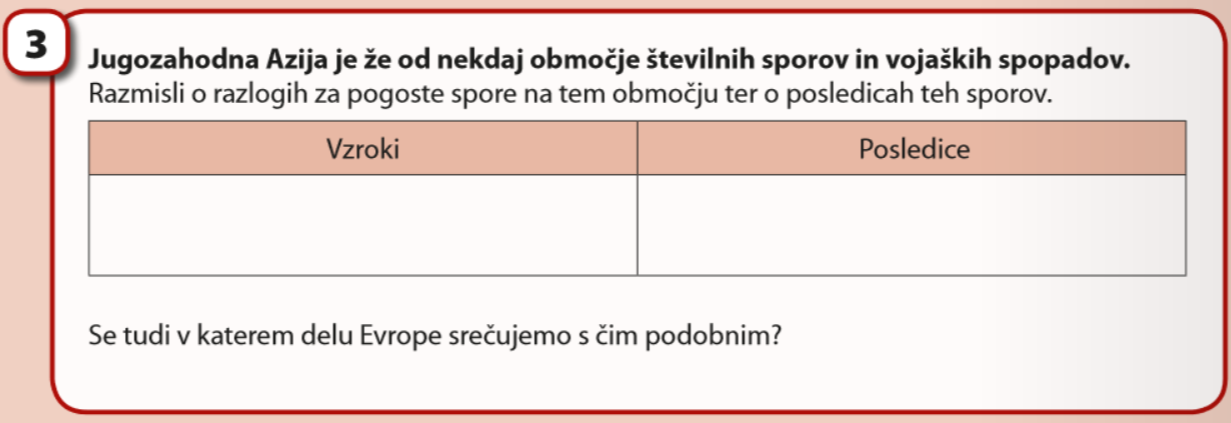 3
Jugozahodna Azija je že od nekdaj območje številnih sporov in vojaških spopadov.
Razmisli o razlogih za pogoste spore na tem območju ter o posledicah teh sporov.
Vzroki
Posledice
Se tudi v katerem delu Evrope srečujemo s čim podobnim?